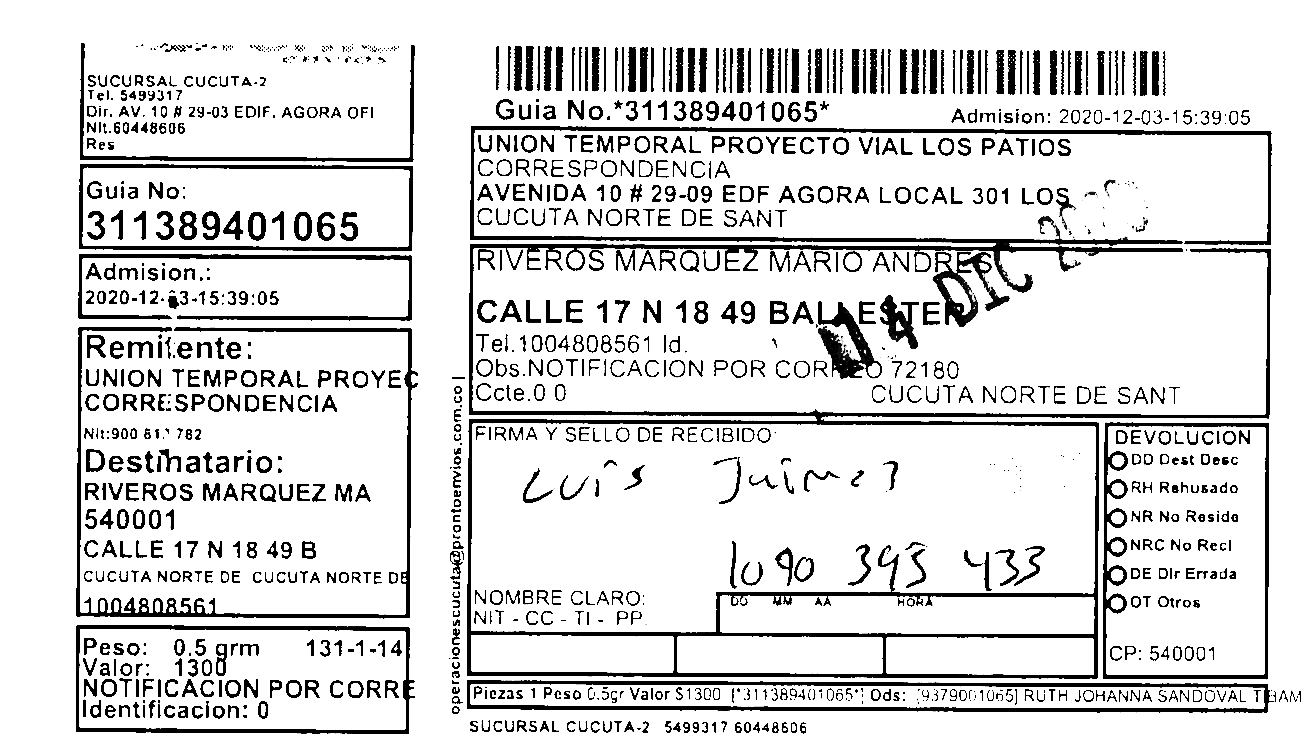 SUCURSAL CUCUTA-2
Tel. 5499317
Dir. AV. 10 # 29-03 EDIF. AGORA OFI
Nit.60448606
Res
Guia No:
311389401065
Admision.:
2020-12-03-15:39:05
Remitente:
UNION TEMPORAL PROYEC
CORRESPONDENCIA
Nit:900 782
Destinatario:
RIVEROS MARQUEZ MA
540001
CALLE 17 N 18 49 B
CUCUTA NORTE DE CUCUTA NORTE DE
1004808561
Peso: 0.5 grm 131-1-14
Valor: 1300
NOTIFICACION POR CORRE
Identificacion: 0
Guia No.*311389401065*
Admision: 2020-12-03-15:39:05
UNION TEMPORAL PROYECTO VIAL LOS PATIOS
CORRESPONDENCIA
AVENIDA 10 # 29-09 EDF AGORA LOCAL 301 LOS
CUCUTA NORTE DE SANT
RIVEROS MARQUEZ MARIO ANDRES
CALLE 17 N 18 49 BALLESTER
Tel.1004808561 Id.
Obs.NOTIFICACION POR CORREO 72180
Ccte.0 0 CUCUTA NORTE DE SANT
14 DIC 2020
operacionescucuta@prontoenvios.com.co
FIRMA Y SELLO DE RECIBIDO:
Luis Jaimez
1090 395 433
NOMBRE CLARO:
NIT - CC - TI - PP.
DD MM AA HORA
DEVOLUCION
DD Dest Desc
RH Rehusado
NR No Reside
NRC No Recl
DE Dir Errada
OT Otros
CP: 540001
Piezas 1 Peso 0.5gr Valor $1300 [*311389401065*] Ods: [9379001065] RUTH JOHANNA SANDOVAL TIBAM
SUCURSAL CUCUTA-2 5499317 60448606